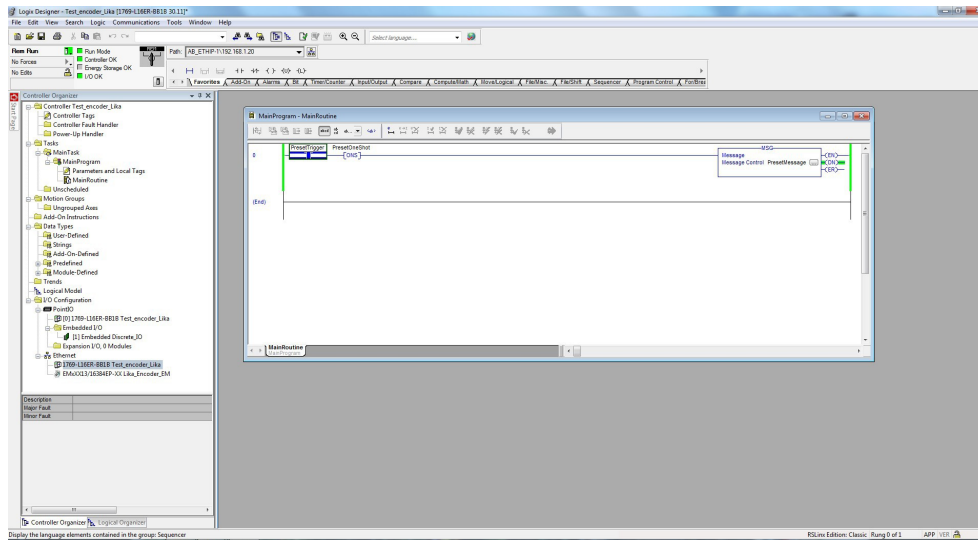 Logix Designer - Test_encoder_Lika [1769-L16ER-BB1B 30.11]*
File Edit View Search Logic Communications Tools Window Help
Select language...
Rem Run
Run Mode
No Forces
Controller OK
Energy Storage OK
No Edits
I/O OK
Path: AB_ETHIP-1\192.168.1.20
Favorites Add-On Alarms Bit Timer/Counter Input/Output Compare Compute/Math Move/Logical File/Misc. File/Shift Sequencer Program Control For/Brea
Start Page
Controller Organizer
Controller Test_encoder_Lika
Controller Tags
Controller Fault Handler
Power-Up Handler
Tasks
MainTask
MainProgram
Parameters and Local Tags
MainRoutine
Unscheduled
Motion Groups
Ungrouped Axes
Add-On Instructions
Data Types
User-Defined
Strings
Add-On-Defined
Predefined
Module-Defined
Trends
Logical Model
I/O Configuration
PointIO
[0] 1769-L16ER-BB1B Test_encoder_Lika
Embedded I/O
[1] Embedded Discrete_IO
Expansion I/O, 0 Modules
Ethernet
1769-L16ER-BB1B Test_encoder_Lika
EMxXX13/16384EP-XX Lika_Encoder_EM
Description
Major Fault
Minor Fault
Controller Organizer Logical Organizer
MainProgram - MainRoutine
0
PresetTrigger
PresetOneShot
ONS
MSG
Message
Message Control PresetMessage ...
EN
DN
ER
(End)
MainRoutine
MainProgram
Display the language elements contained in the group: Sequencer
RSLinx Edition: Classic Rung 0 of 1 APP VER